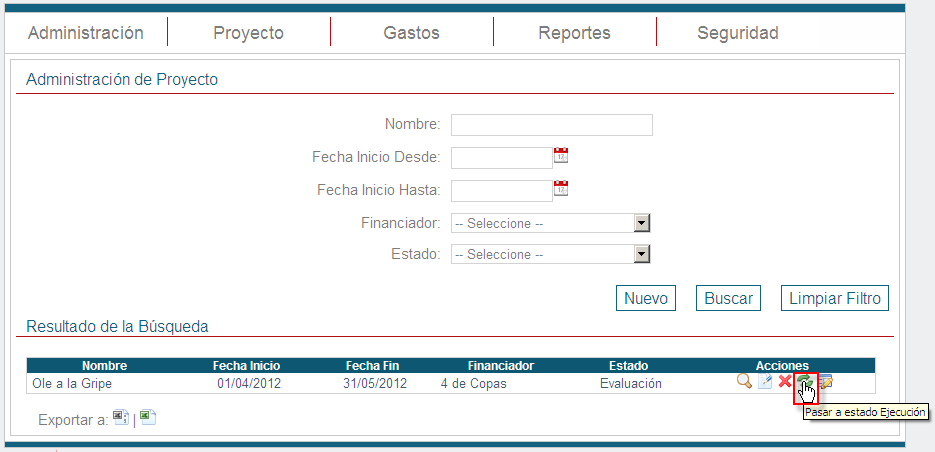 Administración Proyecto Gastos Reportes Seguridad
Administración de Proyecto
Nombre:
Fecha Inicio Desde:
Fecha Inicio Hasta:
Financiador: -- Seleccione --
Estado: -- Seleccione --
Nuevo Buscar Limpiar Filtro
Resultado de la Búsqueda
Nombre Fecha Inicio Fecha Fin Financiador Estado Acciones
Ole a la Gripe 01/04/2012 31/05/2012 4 de Copas Evaluación
Pasar a estado Ejecución
Exportar a: |